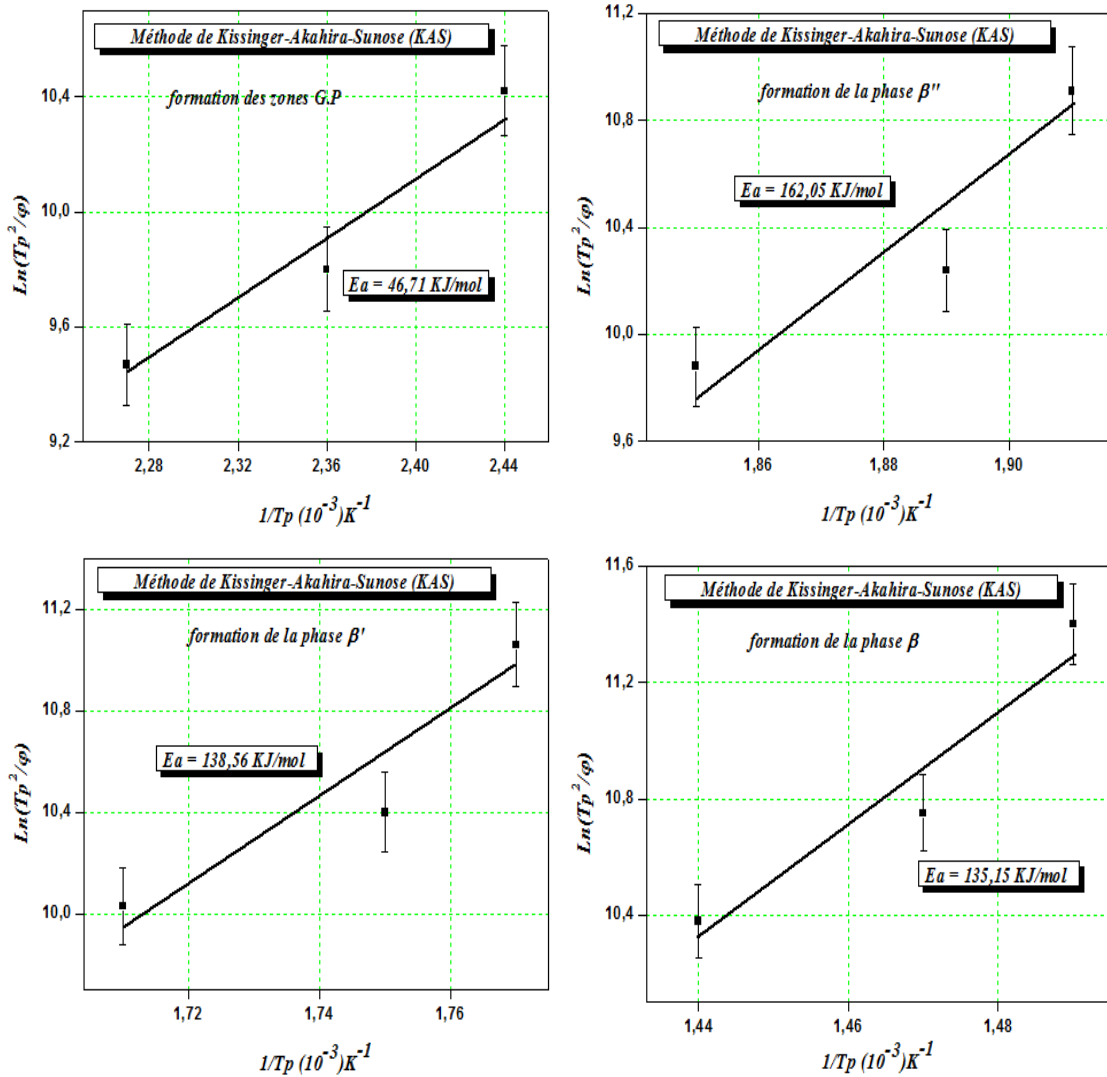 Méthode de Kissinger-Akahira-Sunose (KAS)
formation des zones G.P
Ea = 46,71 KJ/mol
Ln(Tp²/φ)
10,4
10,0
9,6
9,2
2,28 2,32 2,36 2,40 2,44
1/Tp (10⁻³)K⁻¹
Méthode de Kissinger-Akahira-Sunose (KAS)
formation de la phase β''
Ea = 162,05 KJ/mol
Ln(Tp²/φ)
11,2
10,8
10,4
10,0
9,6
1,86 1,88 1,90
1/Tp (10⁻³)K⁻¹
Méthode de Kissinger-Akahira-Sunose (KAS)
formation de la phase β'
Ea = 138,56 KJ/mol
Ln(Tp²/φ)
11,2
10,8
10,4
10,0
1,72 1,74 1,76
1/Tp (10⁻³)K⁻¹
Méthode de Kissinger-Akahira-Sunose (KAS)
formation de la phase β
Ea = 135,15 KJ/mol
Ln(Tp²/φ)
11,6
11,2
10,8
10,4
1,44 1,46 1,48
1/Tp (10⁻³)K⁻¹